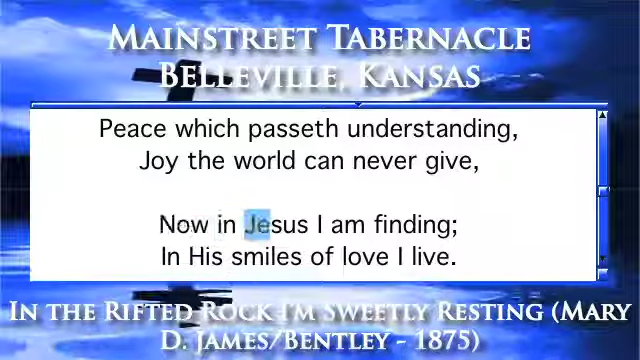 Mainstreet Tabernacle
Belleville, Kansas
Peace which passeth understanding,
Joy the world can never give,
Now in Jesus I am finding;
In His smiles of love I live.
In the Rifted Rock I'm Sweetly Resting (Mary
D. James/Bentley - 1875)